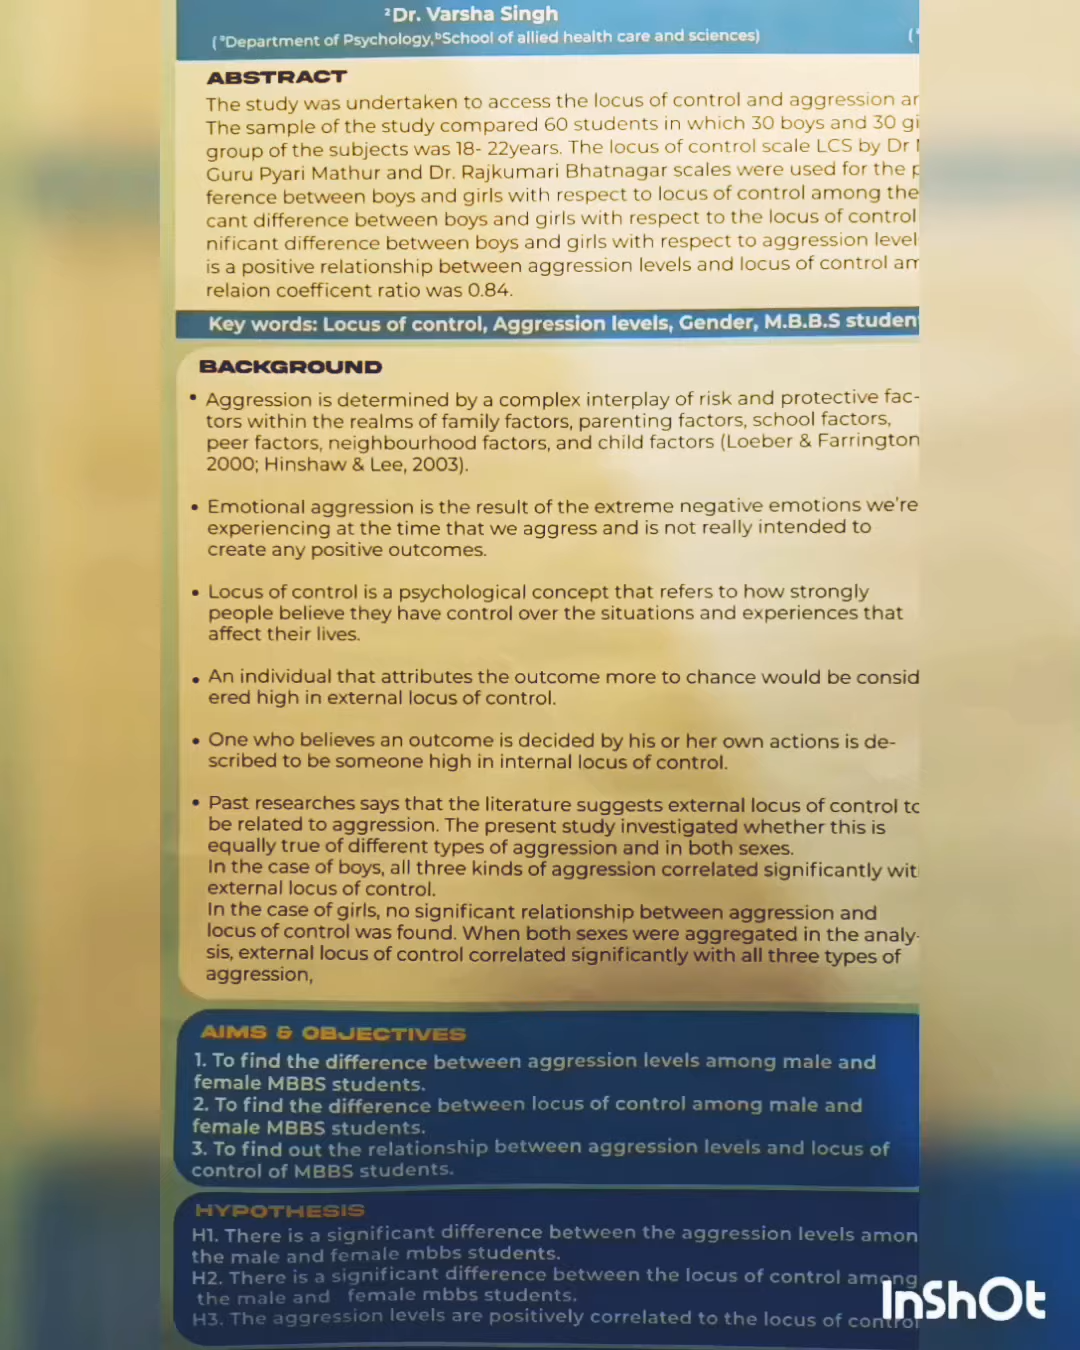 ²Dr. Varsha Singh
(ᵃDepartment of Psychology,ᵇSchool of allied health care and sciences)
ABSTRACT
The study was undertaken to access the locus of control and aggression
The sample of the study compared 60 students in which 30 boys and 30
group of the subjects was 18- 22years. The locus of control scale LCS by Dr
Guru Pyari Mathur and Dr. Rajkumari Bhatnagar scales were used for the
ference between boys and girls with respect to locus of control among the
cant difference between boys and girls with respect to the locus of control
nificant difference between boys and girls with respect to aggression level
is a positive relationship between aggression levels and locus of control
relaion coefficent ratio was 0.84.
Key words: Locus of control, Aggression levels, Gender, M.B.B.S studen
BACKGROUND
• Aggression is determined by a complex interplay of risk and protective fac-
tors within the realms of family factors, parenting factors, school factors,
peer factors, neighbourhood factors, and child factors (Loeber & Farrington
2000; Hinshaw & Lee, 2003).
• Emotional aggression is the result of the extreme negative emotions we're
experiencing at the time that we aggress and is not really intended to
create any positive outcomes.
• Locus of control is a psychological concept that refers to how strongly
people believe they have control over the situations and experiences that
affect their lives.
• An individual that attributes the outcome more to chance would be consid
ered high in external locus of control.
• One who believes an outcome is decided by his or her own actions is de-
scribed to be someone high in internal locus of control.
• Past researches says that the literature suggests external locus of control to
be related to aggression. The present study investigated whether this is
equally true of different types of aggression and in both sexes.
In the case of boys, all three kinds of aggression correlated significantly wit
external locus of control.
In the case of girls, no significant relationship between aggression and
locus of control was found. When both sexes were aggregated in the analy-
sis, external locus of control correlated significantly with all three types of
aggression,
AIMS & OBJECTIVES
1. To find the difference between aggression levels among male and
female MBBS students.
2. To find the difference between locus of control among male and
female MBBS students.
3. To find out the relationship between aggression levels and locus of
control of MBBS students.
HYPOTHESIS
H1. There is a significant difference between the aggression levels amon
the male and female mbbs students.
H2. There is a significant difference between the locus of control among
the male and female mbbs students.
H3. The aggression levels are positively correlated to the locus of control
InShOt